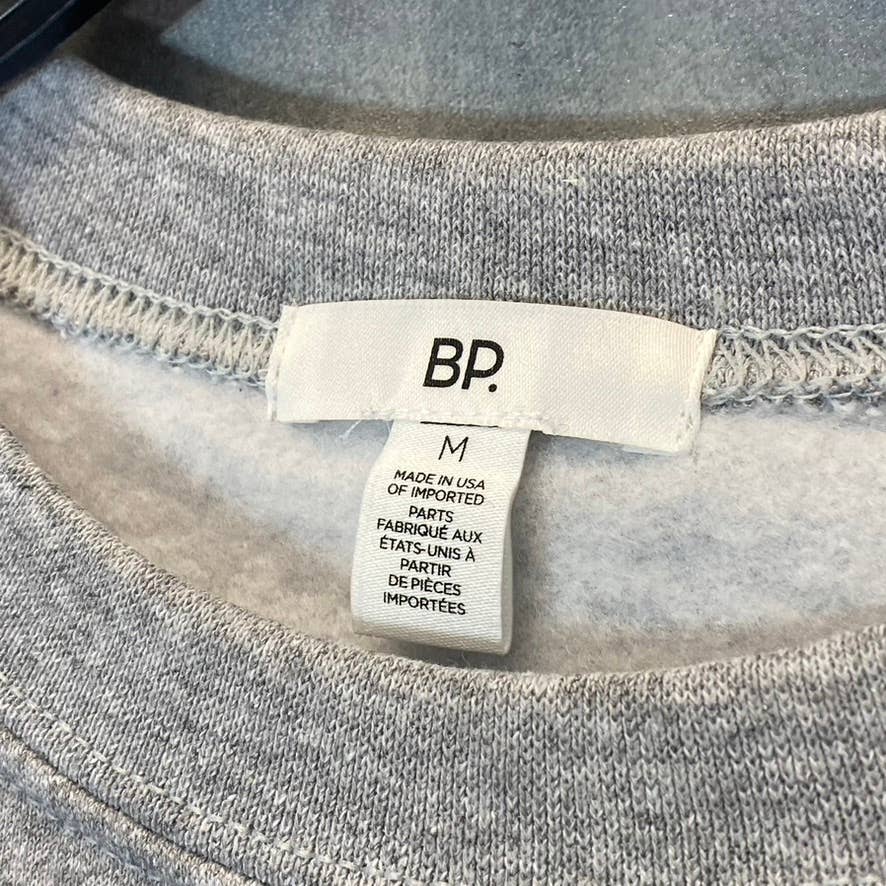 BP.
M
MADE IN USA
OF IMPORTED
PARTS
FABRIQUÉ AUX
ÉTATS-UNIS À
PARTIR
DE PIÈCES
IMPORTÉES